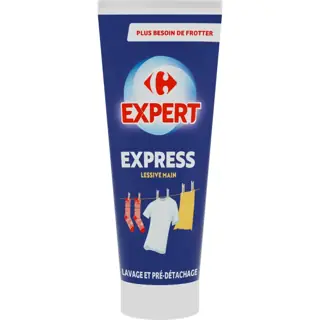 PLUS BESOIN DE FROTTER
EXPERT
EXPRESS
LESSIVE MAIN
LAVAGE ET PRÉ-DÉTACHAGE